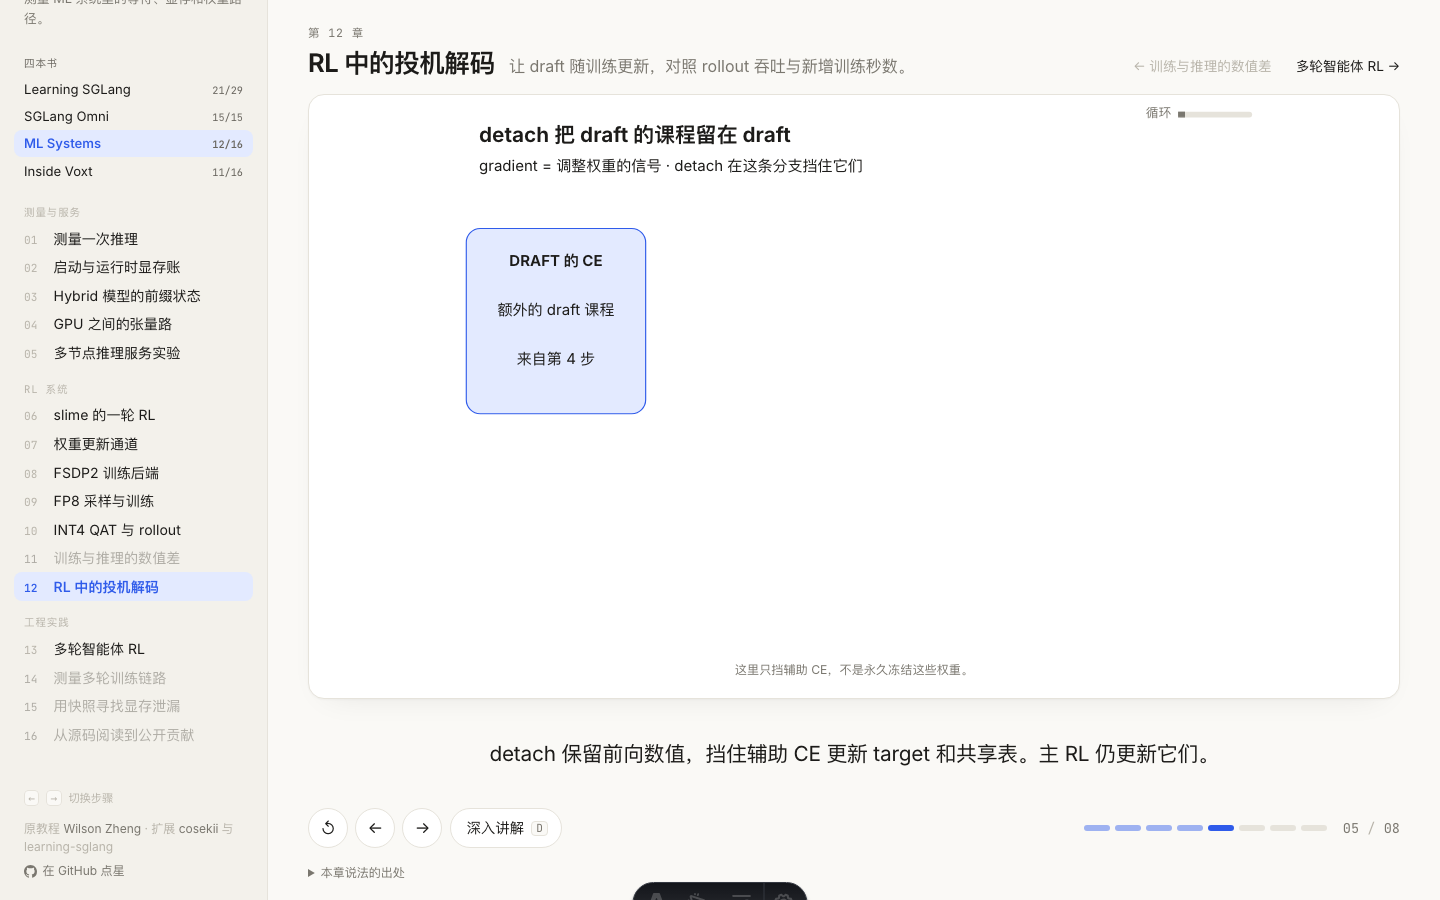 径。
四本书
Learning SGLang 21/29
SGLang Omni 15/15
ML Systems 12/16
Inside Voxt 11/16
测量与服务
01 测量一次推理
02 启动与运行时显存账
03 Hybrid 模型的前缀状态
04 GPU 之间的张量路
05 多节点推理服务实验
RL 系统
06 slime 的一轮 RL
07 权重更新通道
08 FSDP2 训练后端
09 FP8 采样与训练
10 INT4 QAT 与 rollout
11 训练与推理的数值差
12 RL 中的投机解码
工程实践
13 多轮智能体 RL
14 测量多轮训练链路
15 用快照寻找显存泄漏
16 从源码阅读到公开贡献
← → 切换步骤
原教程 Wilson Zheng · 扩展 cosekii 与
learning-sglang
在 GitHub 点星
第 12 章
RL 中的投机解码 让 draft 随训练更新，对照 rollout 吞吐与新增训练秒数。
← 训练与推理的数值差 多轮智能体 RL →
循环
detach 把 draft 的课程留在 draft
gradient = 调整权重的信号 · detach 在这条分支挡住它们
DRAFT 的 CE
额外的 draft 课程
来自第 4 步
这里只挡辅助 CE，不是永久冻结这些权重。
detach 保留前向数值，挡住辅助 CE 更新 target 和共享表。主 RL 仍更新它们。
深入讲解 D
05 / 08
本章说法的出处